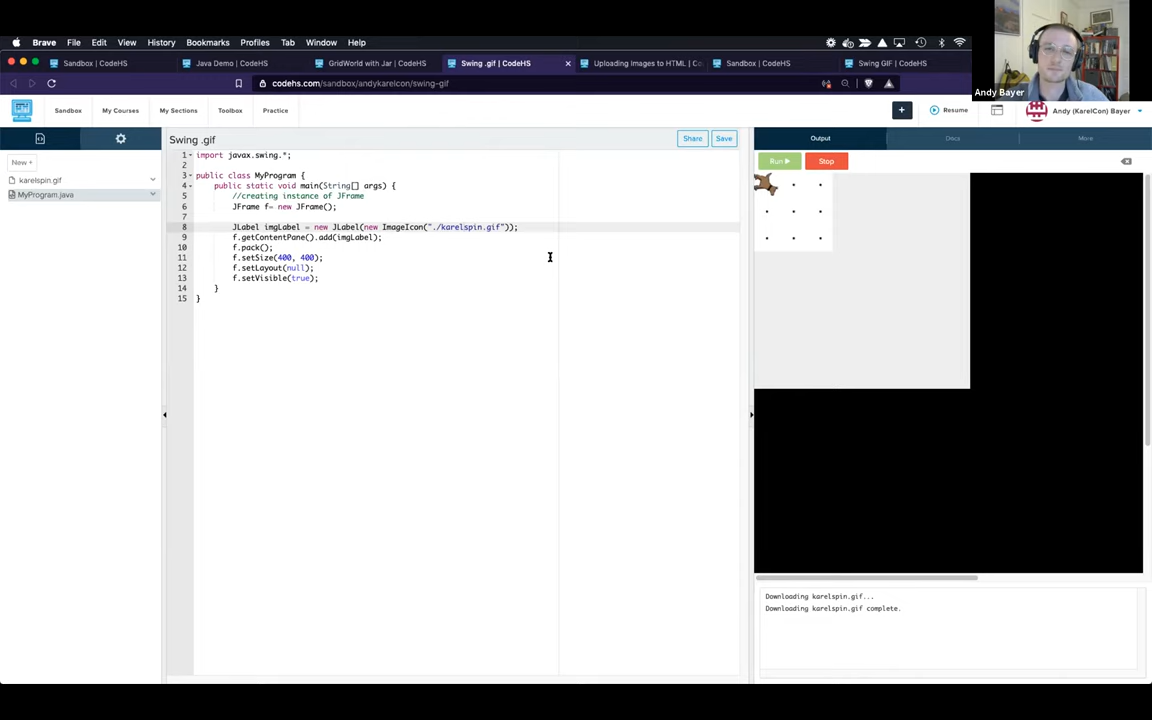 Brave File Edit View History Bookmarks Profiles Tab Window Help
Andy Bayer
Sandbox | CodeHS Java Demo | CodeHS GridWorld with Jar | CodeHS Swing .gif | CodeHS Uploading Images to HTML | Co Sandbox | CodeHS Swing GIF | CodeHS
codehs.com/sandbox/andykarelcon/swing-gif
Sandbox My Courses My Sections Toolbox Practice + Resume Andy (KarelCon) Bayer
Swing .gif Share Save Output Docs More
New + Run Stop
karelspin.gif
MyProgram.java
1 import javax.swing.*;
2
3 public class MyProgram {
4 public static void main(String[] args) {
5 //creating instance of JFrame
6 JFrame f= new JFrame();
7
8 JLabel imgLabel = new JLabel(new ImageIcon("./karelspin.gif"));
9 f.getContentPane().add(imgLabel);
10 f.pack();
11 f.setSize(400, 400);
12 f.setLayout(null);
13 f.setVisible(true);
14 }
15 }
Downloading karelspin.gif...
Downloading karelspin.gif complete.